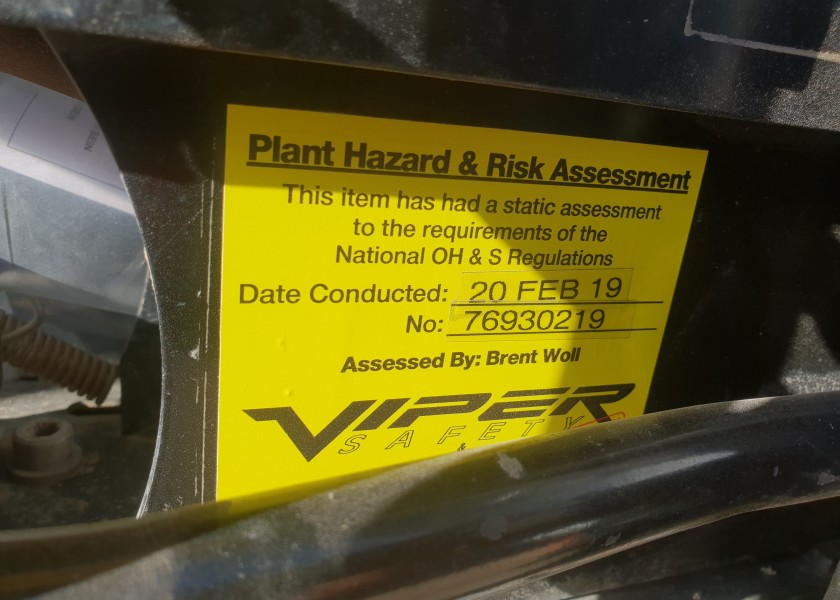 Plant Hazard & Risk Assessment
This item has had a static assessment
to the requirements of the
National OH & S Regulations
Date Conducted: 20 FEB 19
No: 76930219
Assessed By: Brent Woll
VIPER
SAFETY
&